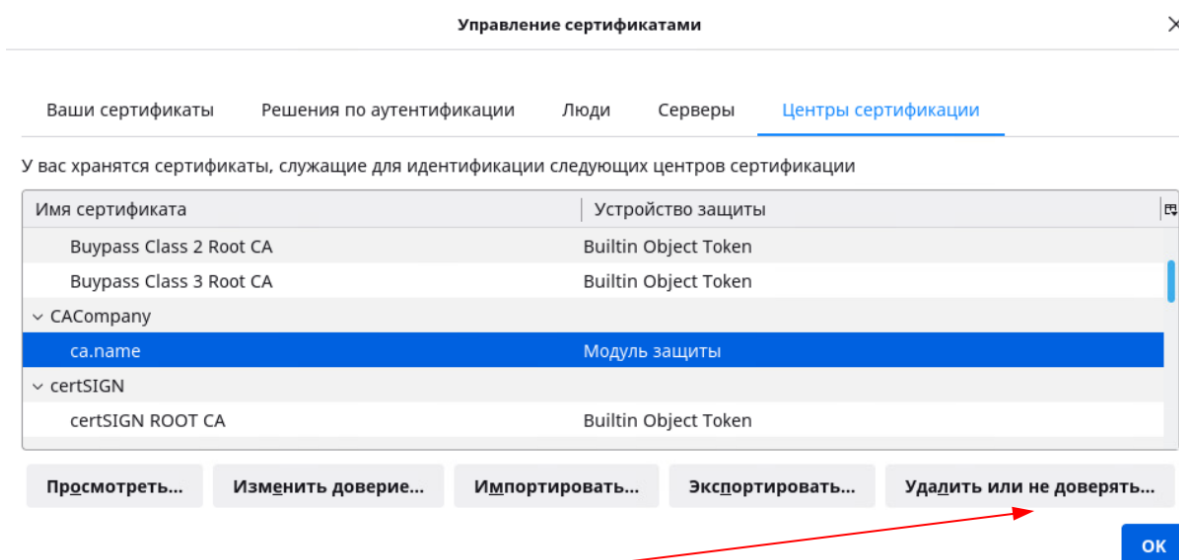 Управление сертификатами
Ваши сертификаты Решения по аутентификации Люди Серверы Центры сертификации
У вас хранятся сертификаты, служащие для идентификации следующих центров сертификации
Имя сертификата Устройство защиты
Buypass Class 2 Root CA Builtin Object Token
Buypass Class 3 Root CA Builtin Object Token
CACompany
ca.name Модуль защиты
certSIGN
certSIGN ROOT CA Builtin Object Token
Просмотреть... Изменить доверие... Импортировать... Экспортировать... Удалить или не доверять...
ОК